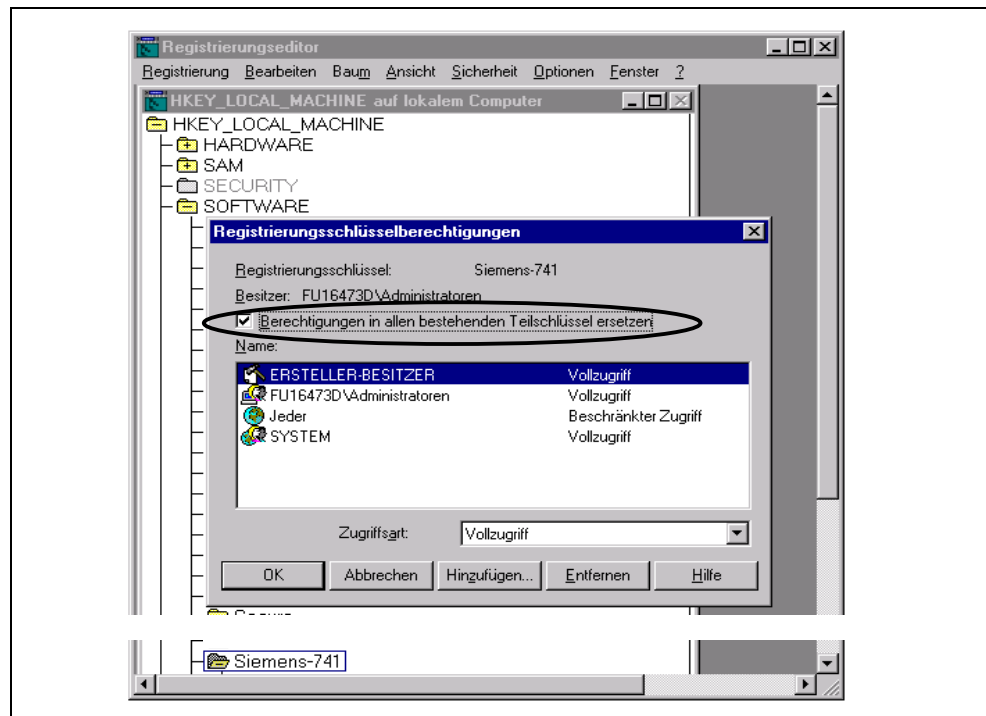 Registrierungseditor
Registrierung Bearbeiten Baum Ansicht Sicherheit Optionen Fenster ?
HKEY_LOCAL_MACHINE auf lokalem Computer
HKEY_LOCAL_MACHINE
HARDWARE
SAM
SECURITY
SOFTWARE
Registrierungsschlüsselberechtigungen
Registrierungsschlüssel: Siemens-741
Besitzer: FU16473D\Administratoren
Berechtigungen in allen bestehenden Teilschlüssel ersetzen
Name:
ERSTELLER-BESITZER Vollzugriff
FU16473D\Administratoren Vollzugriff
Jeder Beschränkter Zugriff
SYSTEM Vollzugriff
Zugriffsart: Vollzugriff
OK Abbrechen Hinzufügen... Entfernen Hilfe
Siemens-741